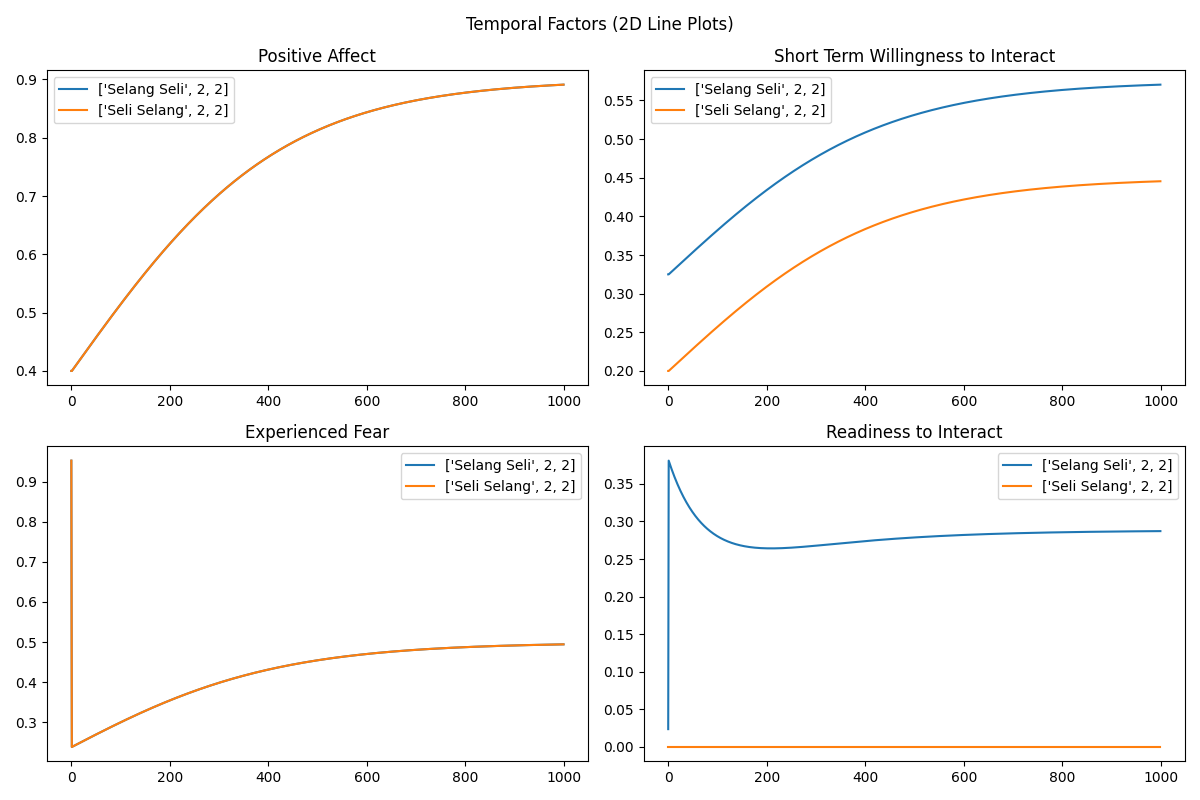 Temporal Factors (2D Line Plots)
Positive Affect
['Selang Seli', 2, 2]
['Seli Selang', 2, 2]
0.9
0.8
0.7
0.6
0.5
0.4
0 200 400 600 800 1000
Short Term Willingness to Interact
['Selang Seli', 2, 2]
['Seli Selang', 2, 2]
0.55
0.50
0.45
0.40
0.35
0.30
0.25
0.20
0 200 400 600 800 1000
Experienced Fear
['Selang Seli', 2, 2]
['Seli Selang', 2, 2]
0.9
0.8
0.7
0.6
0.5
0.4
0.3
0 200 400 600 800 1000
Readiness to Interact
['Selang Seli', 2, 2]
['Seli Selang', 2, 2]
0.35
0.30
0.25
0.20
0.15
0.10
0.05
0.00
0 200 400 600 800 1000